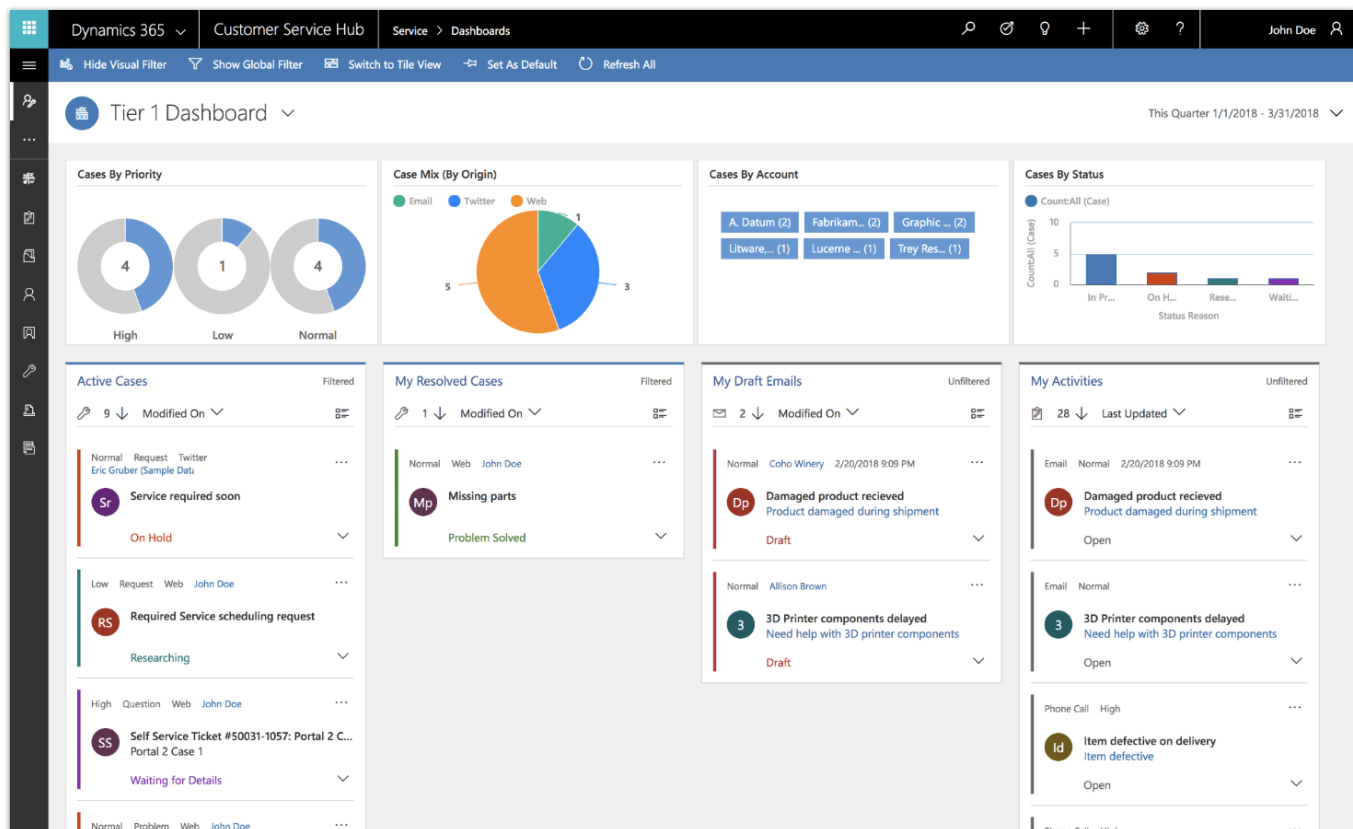 Dynamics 365 Customer Service Hub Service > Dashboards John Doe
Hide Visual Filter Show Global Filter Switch to Tile View Set As Default Refresh All
Tier 1 Dashboard
This Quarter 1/1/2018 - 3/31/2018
Cases By Priority
4 1 4
High Low Normal
Case Mix (By Origin)
Email Twitter Web
1
5 3
Cases By Account
A. Datum (2) Fabrikam... (2) Graphic ... (2)
Litware,... (1) Lucerne ... (1) Trey Res... (1)
Cases By Status
Count:All (Case)
Count:All (Case)
10
5
0
In Pr... On H... Rese... Waiti...
Status Reason
Active Cases Filtered
9 Modified On
Normal Request Twitter
Eric Gruber (Sample Data
Sr Service required soon
On Hold
Low Request Web John Doe
RS Required Service scheduling request
Researching
High Question Web John Doe
SS Self Service Ticket #50031-1057: Portal 2 C...
Portal 2 Case 1
Waiting for Details
Normal Problem Web John Doe
My Resolved Cases Filtered
1 Modified On
Normal Web John Doe
Mp Missing parts
Problem Solved
My Draft Emails Unfiltered
2 Modified On
Normal Coho Winery 2/20/2018 9:09 PM
Dp Damaged product recieved
Product damaged during shipment
Draft
Normal Allison Brown
3 3D Printer components delayed
Need help with 3D printer components
Draft
My Activities Unfiltered
28 Last Updated
Email Normal 2/20/2018 9:09 PM
Dp Damaged product recieved
Product damaged during shipment
Open
Email Normal
3 3D Printer components delayed
Need help with 3D printer components
Open
Phone Call High
Id Item defective on delivery
Item defective
Open